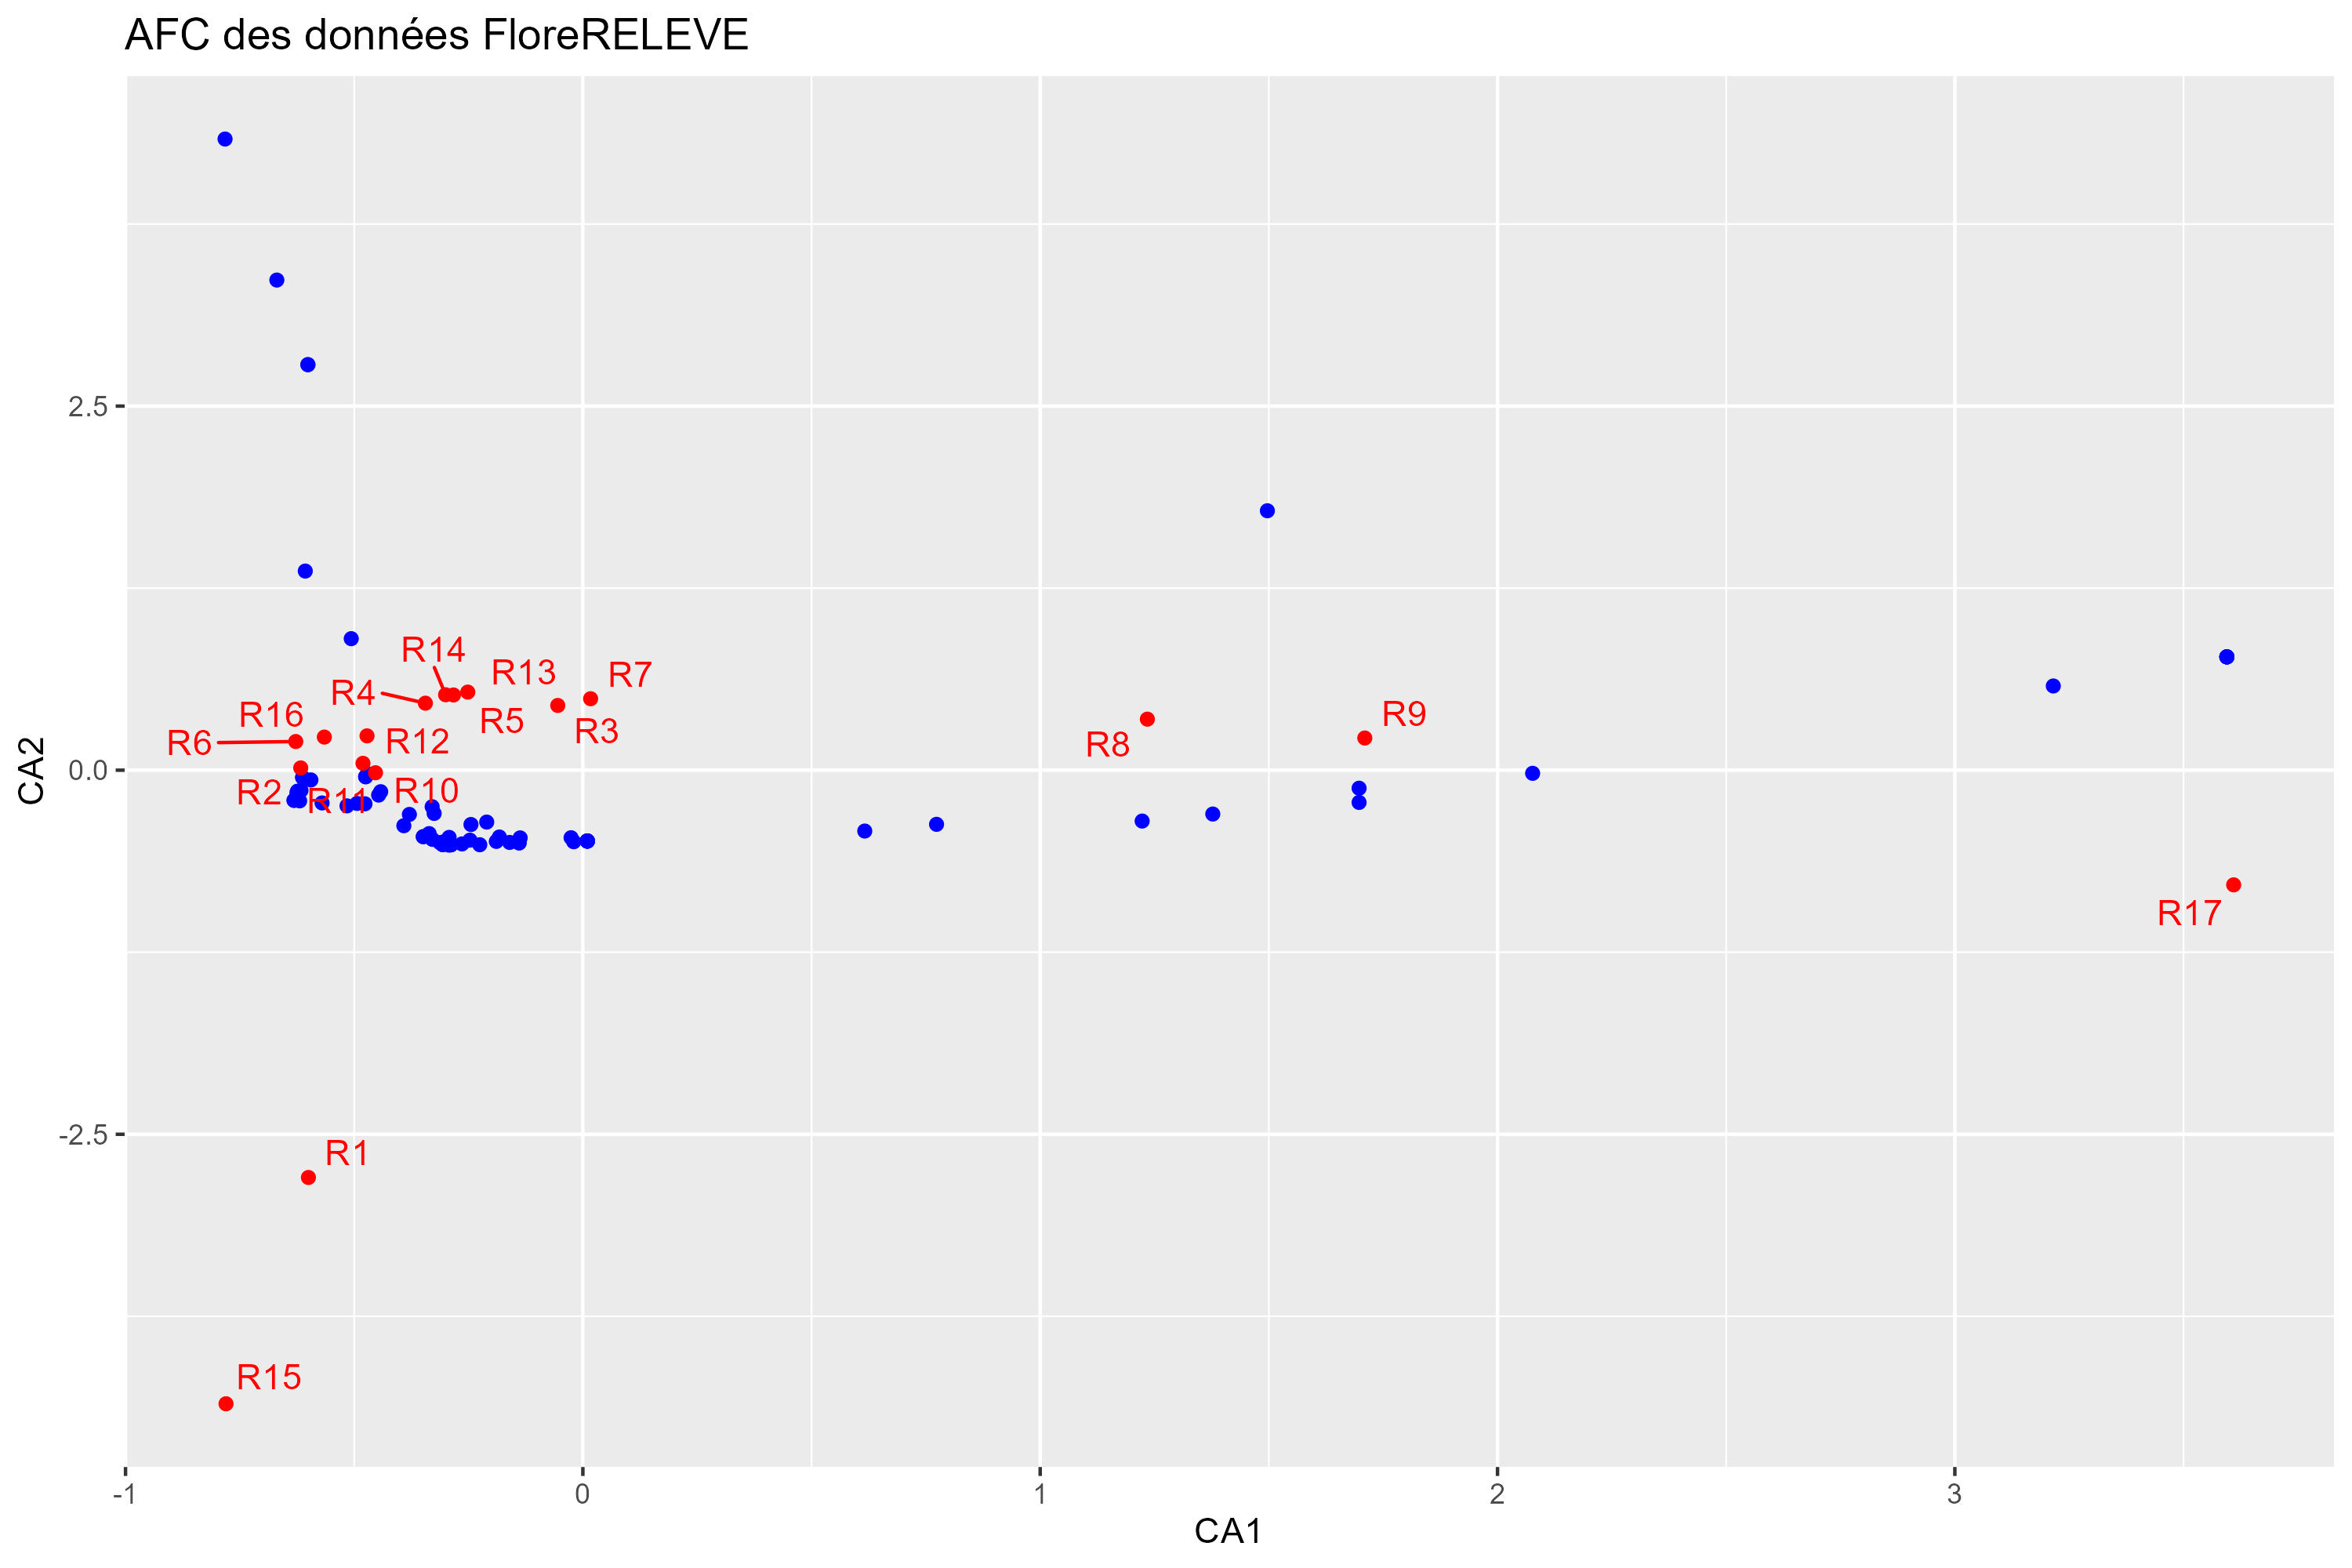 AFC des données FloreRELEVE
R14
R13
R7
R4
R16
R5
R3
R9
R6
R12
R8
R2
R11
R10
R17
R1
R15
2.5
0.0
-2.5
CA2
-1
0
1
2
3
CA1